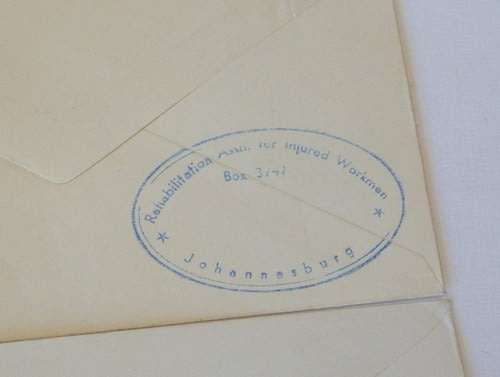 Rehabilitation Assn. for Injured Workmen
Box
* Johannesburg *